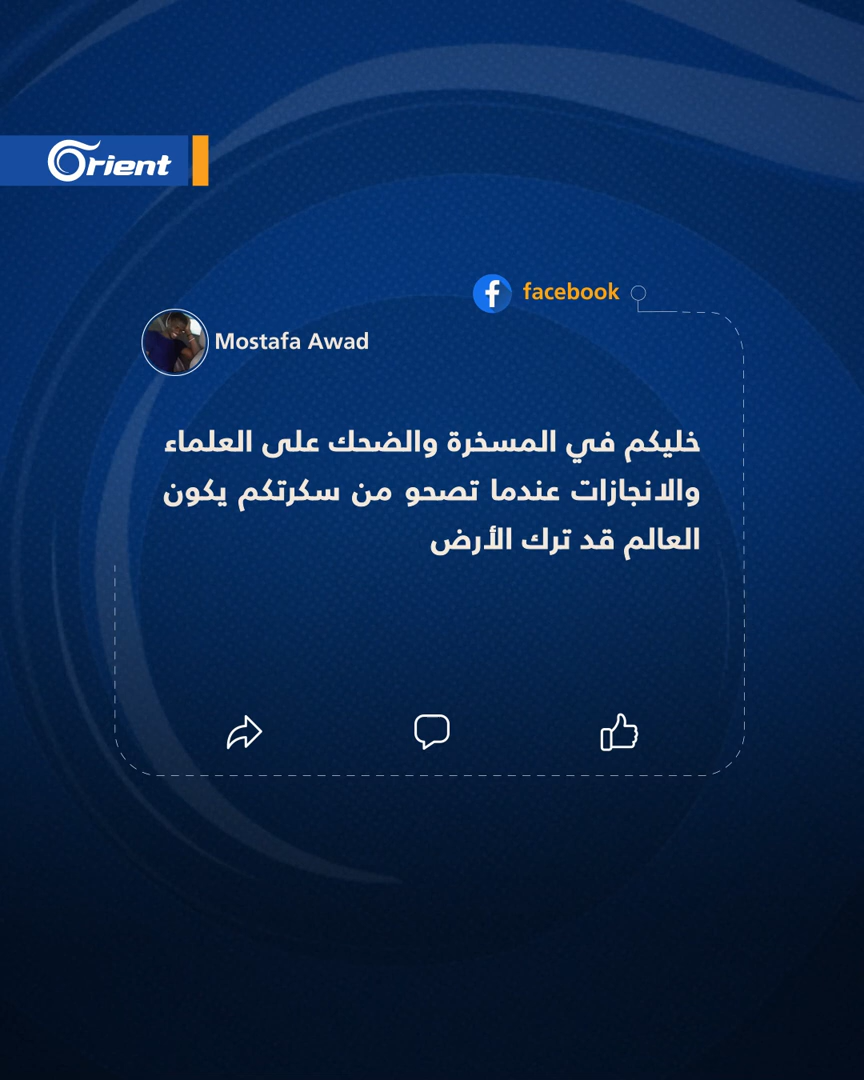 Orient
facebook
Mostafa Awad
خليكم في المسخرة والضحك على العلماء
والانجازات عندما تصحو من سكرتكم يكون
العالم قد ترك الأرض